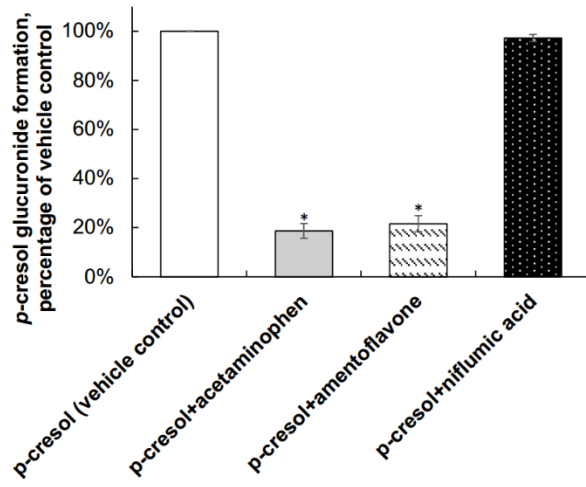 p-cresol glucuronide formation,
percentage of vehicle control
100%
80%
60%
40%
20%
0%
*
*
p-cresol (vehicle control)
p-cresol+acetaminophen
p-cresol+amentoflavone
p-cresol+niflumic acid